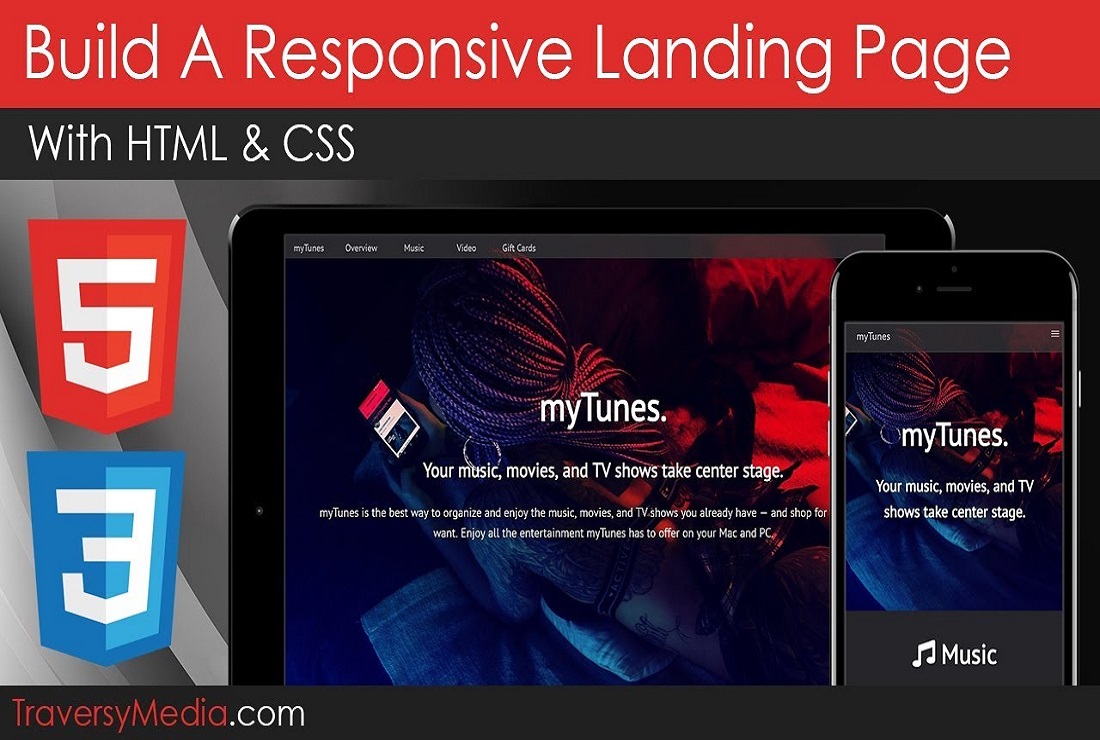 Build A Responsive Landing Page
With HTML & CSS
5
3
myTunes Overview Music Video Gift Cards
myTunes.
Your music, movies, and TV shows take center stage.
myTunes is the best way to organize and enjoy the music, movies, and TV shows you already have — and shop for
want. Enjoy all the entertainment myTunes has to offer on your Mac and PC.
myTunes
myTunes.
Your music, movies, and TV
shows take center stage.
Music
TraversyMedia.com